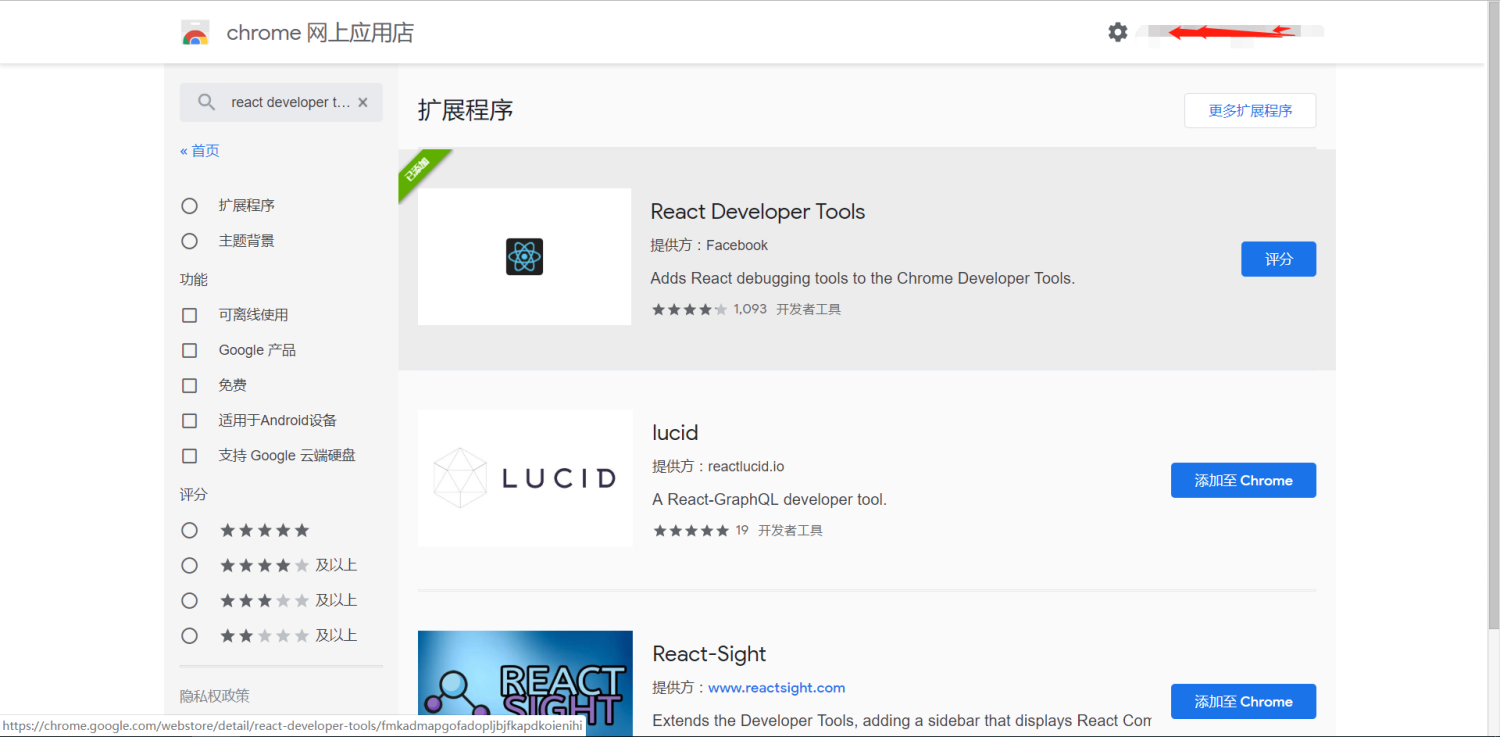 chrome 网上应用店
react developer t...
« 首页
扩展程序
主题背景
功能
可离线使用
Google 产品
免费
适用于Android设备
支持 Google 云端硬盘
评分
及以上
及以上
及以上
隐私权政策
扩展程序
更多扩展程序
已添加
React Developer Tools
提供方：Facebook
Adds React debugging tools to the Chrome Developer Tools.
1,093 开发者工具
评分
LUCID
lucid
提供方：reactlucid.io
A React-GraphQL developer tool.
19 开发者工具
添加至 Chrome
REACT
SIGHT
React-Sight
提供方：www.reactsight.com
Extends the Developer Tools, adding a sidebar that displays React Com
添加至 Chrome
https://chrome.google.com/webstore/detail/react-developer-tools/fmkadmapgofadopljbjfkapdkoienihi